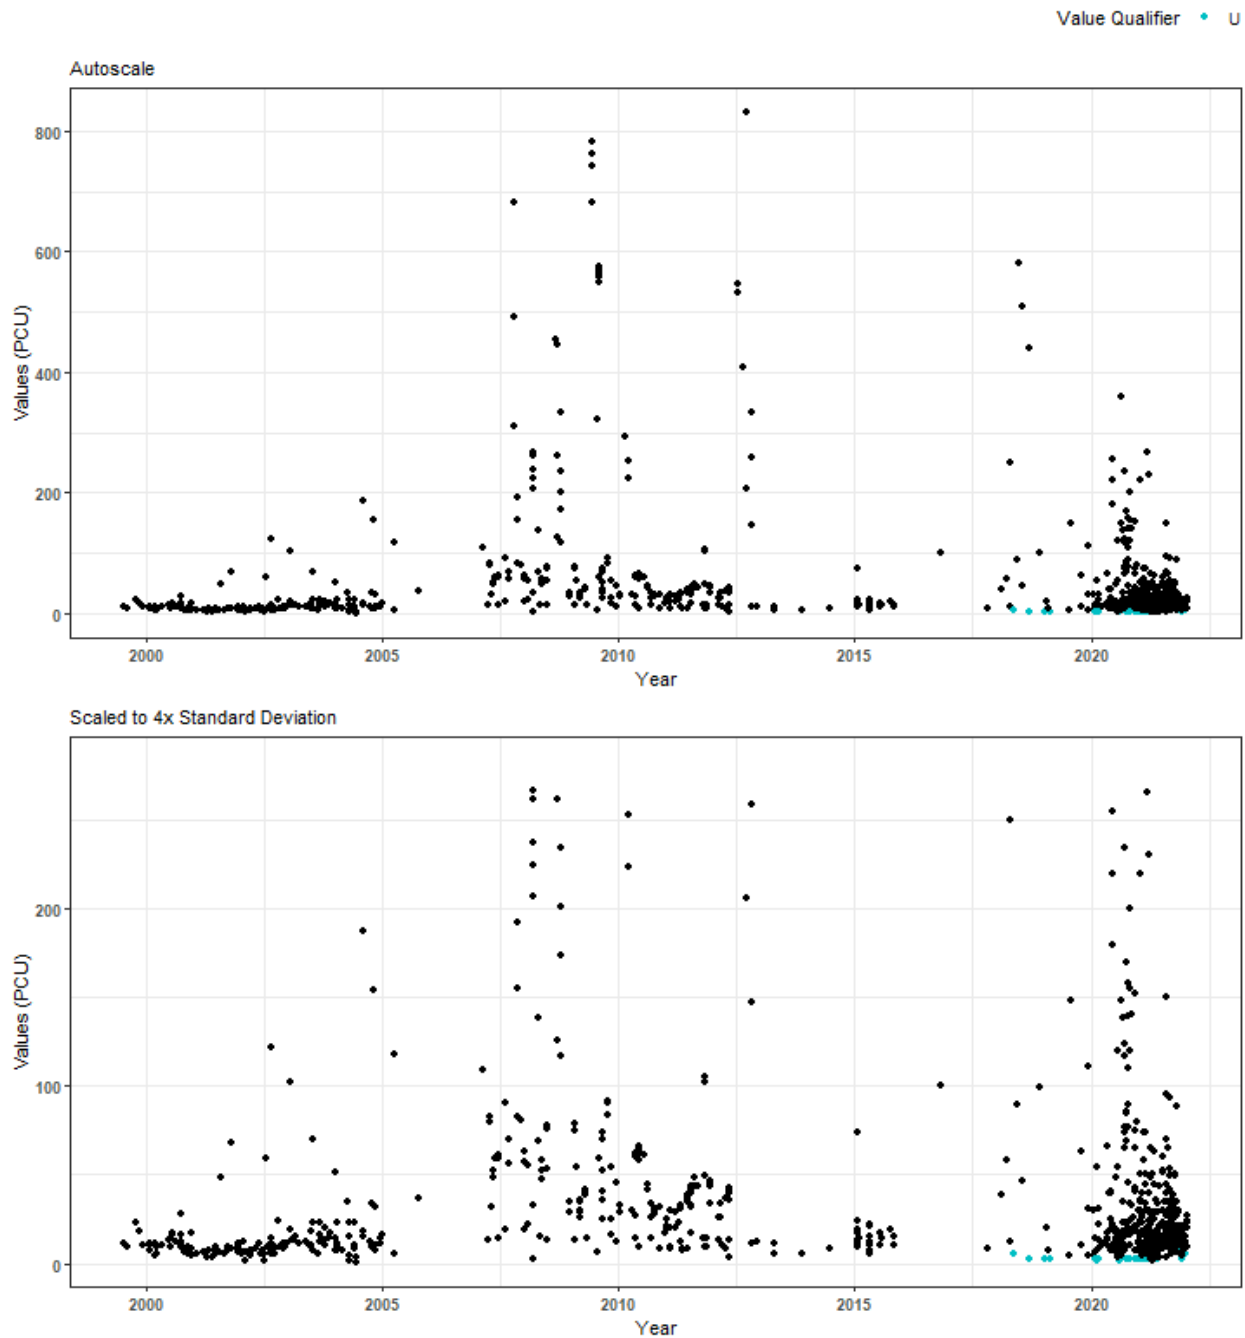 Value Qualifier U
Autoscale
Values (PCU)
800
600
400
200
0
2000 2005 2010 2015 2020
Year
Scaled to 4x Standard Deviation
Values (PCU)
200
100
0
2000 2005 2010 2015 2020
Year